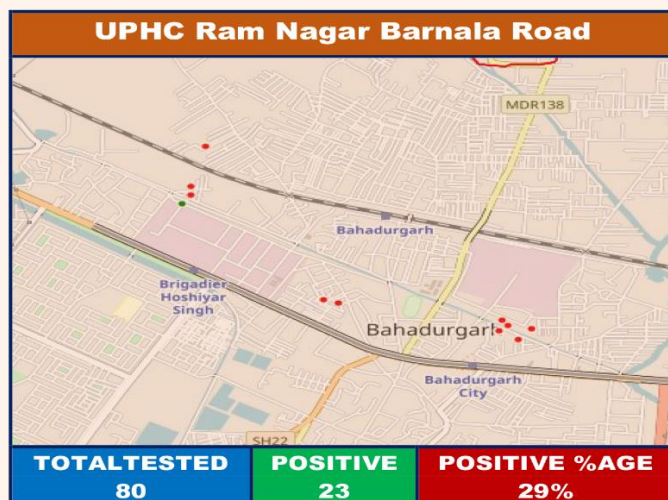 UPHC Ram Nagar Barnala Road
MDR138
Bahadurgarh
Brigadier
Hoshiyar
Singh
Bahadurgarl
Bahadurgarh
City
SH22
TOTALTESTED
80
POSITIVE
23
POSITIVE %AGE
29%